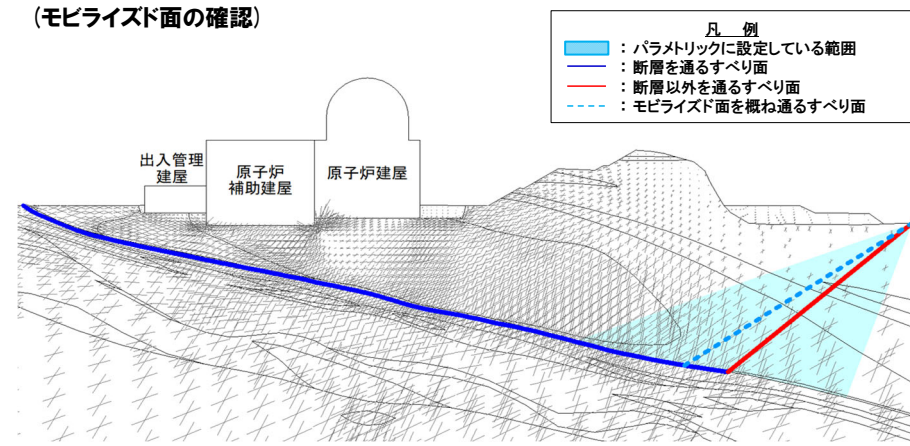 (モビライズド面の確認)
凡 例
: パラメトリックに設定している範囲
: 断層を通るすべり面
: 断層以外を通るすべり面
: モビライズド面を概ね通るすべり面
出入管理
建屋
原子炉
補助建屋
原子炉建屋